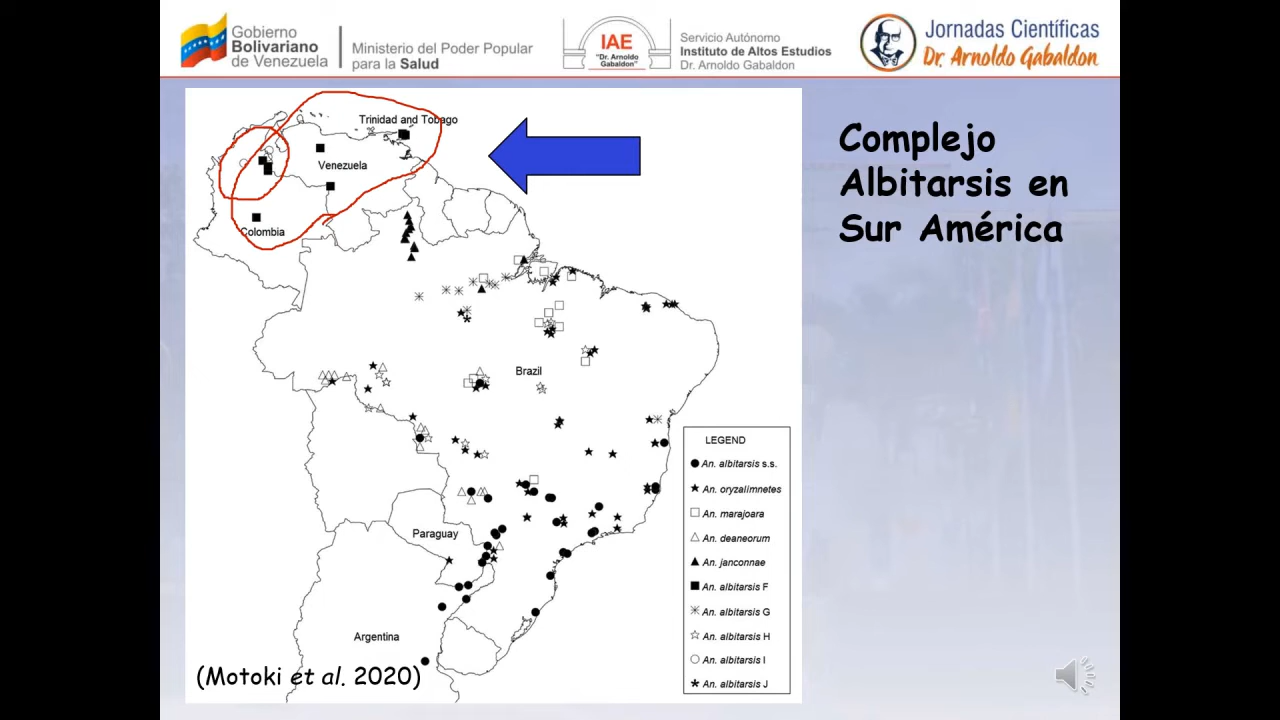 Gobierno
Bolivariano
de Venezuela
Ministerio del Poder Popular
para la Salud
IAE
"Dr. Arnoldo
Gabaldon"
Servicio Autónomo
Instituto de Altos Estudios
Dr. Arnoldo Gabaldon
Jornadas Científicas
Dr. Arnoldo Gabaldon
Complejo
Albitarsis en
Sur América
Trinidad and Tobago
Venezuela
Colombia
Brazil
Paraguay
Argentina
LEGEND
An. albitarsis s.s.
An. oryzalimnetes
An. marajoara
An. deaneorum
An. janconnae
An. albitarsis F
An. albitarsis G
An. albitarsis H
An. albitarsis I
An. albitarsis J
(Motoki et al. 2020)